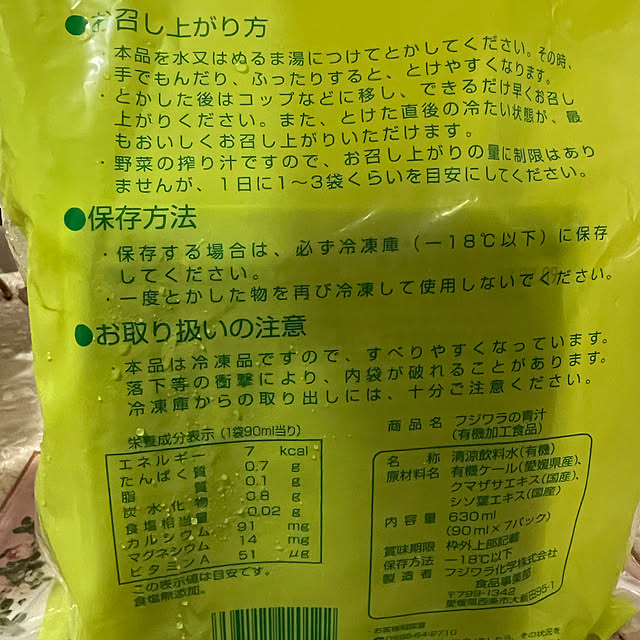 ●お召し上がり方
・本品を水又はぬるま湯につけてとかしてください。その時、
手でもんだり、ふったりすると、とけやすくなります。
・とかした後はコップなどに移し、できるだけ早くお召し
上がりください。また、とけた直後の冷たい状態が、最
もおいしくお召し上がりいただけます。
・野菜の搾り汁ですので、お召し上がりの量に制限はあり
ませんが、1日に1〜3袋くらいを目安にしてください。
●保存方法
・保存する場合は、必ず冷凍庫(−18℃以下)に保存
してください。
・一度とかした物を再び冷凍して使用しないでください。
●お取り扱いの注意
・本品は冷凍品ですので、すべりやすくなっています。
落下等の衝撃により、内袋が破れることがあります。
冷凍庫からの取り出しには、十分ご注意ください。
栄養成分表示(1袋90ml当り)
エネルギー 7 kcal
たんぱく質 0.7 g
脂質 0.1 g
炭水化物 0.8 g
食塩相当量 0.02 g
カルシウム 91 mg
マグネシウム 14 mg
ビタミンA 51 μg
この表示値は目安です。
食塩無添加。
商品名 フジワラの青汁
(有機加工食品)
名称 清涼飲料水(有機)
原材料名 有機ケール(愛媛県産)、
クマザサエキス(国産)、
シソ葉エキス(国産)
内容量 630ml
(90ml×7パック)
賞味期限 枠外上部記載
保存方法 −18℃以下
製造者 フジワラ化学株式会社
食品事業部
〒799-1342
愛媛県西条市大新田95-1